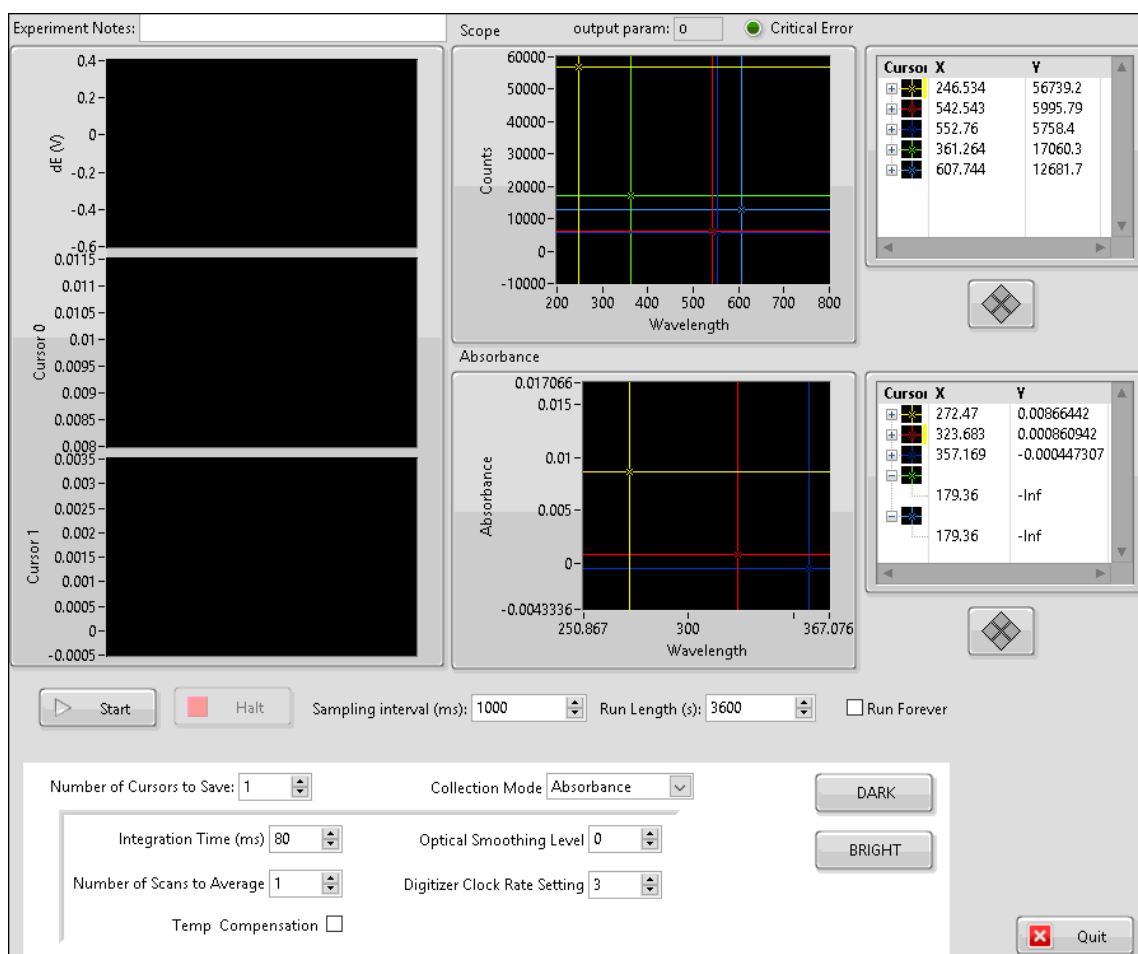 Experiment Notes:
Scope
output param: 0
Critical Error
0.4
0.2
0
-0.2
-0.4
-0.6
dE (V)
0.0115
0.011
0.0105
0.01
0.0095
0.009
0.0085
0.008
Cursor 0
0.0035
0.003
0.0025
0.002
0.0015
0.001
0.0005
0
-0.0005
Cursor 1
60000
50000
40000
30000
20000
10000
0
-10000
Counts
200 300 400 500 600 700 800
Wavelength
Cursor X Y
246.534 56739.2
542.543 5995.79
552.76 5758.4
361.264 17060.3
607.744 12681.7
Absorbance
0.017066
0.015
0.01
0.005
0
-0.0043336
Absorbance
250.867 300 367.076
Wavelength
Cursor X Y
272.47 0.00866442
323.683 0.000860942
357.169 -0.000447307
179.36 -Inf
179.36 -Inf
Start
Halt
Sampling interval (ms): 1000
Run Length (s): 3600
Run Forever
Number of Cursors to Save: 1
Collection Mode Absorbance
DARK
Integration Time (ms) 80
Optical Smoothing Level 0
BRIGHT
Number of Scans to Average 1
Digitizer Clock Rate Setting 3
Temp Compensation
Quit